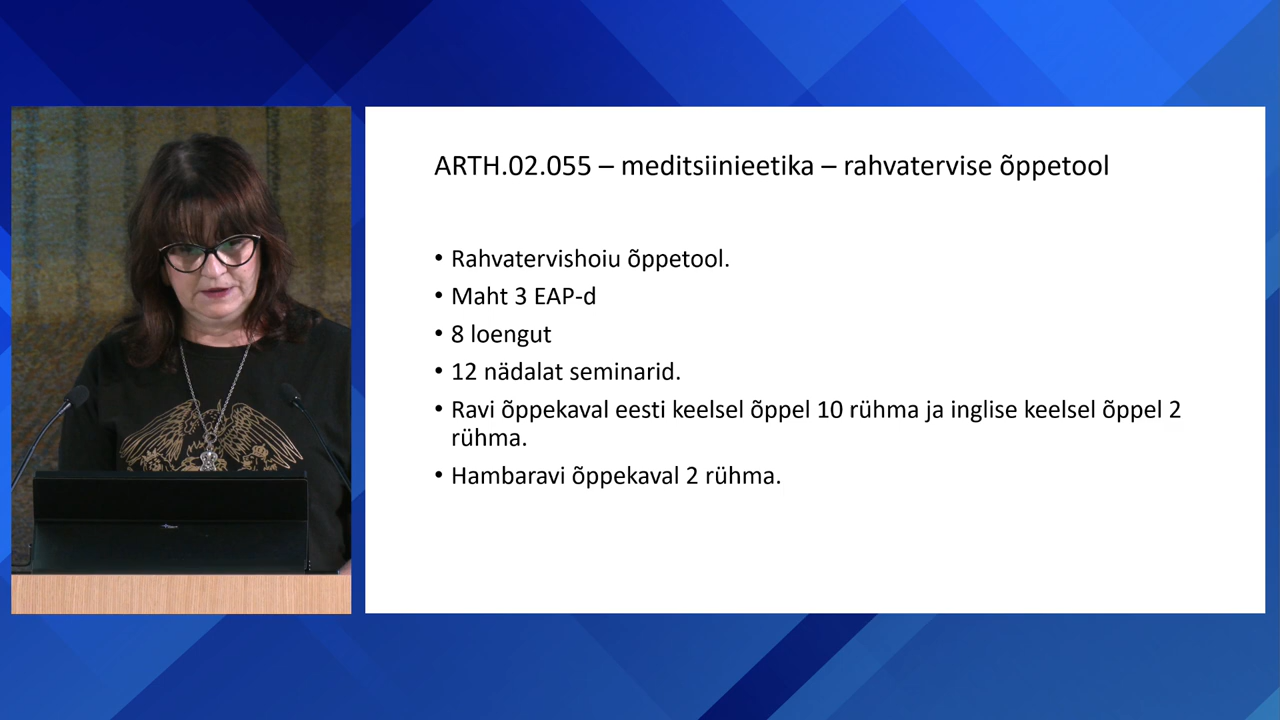 ARTH.02.055 – meditsiinieetika – rahvatervise õppetool
• Rahvatervishoiu õppetool.
• Maht 3 EAP-d
• 8 loengut
• 12 nädalat seminarid.
• Ravi õppekaval eesti keelsel õppel 10 rühma ja inglise keelsel õppel 2
rühma.
• Hambaravi õppekaval 2 rühma.